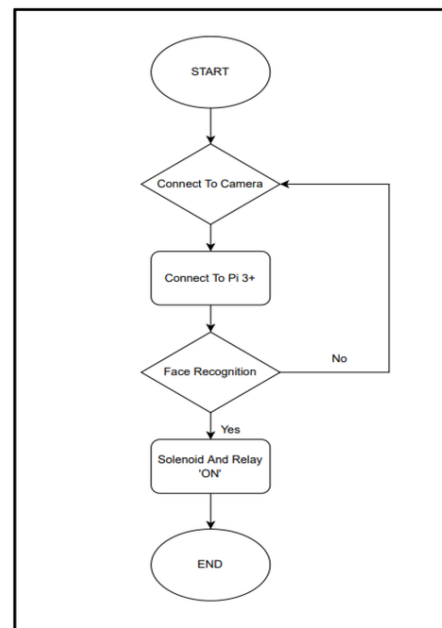 START
Connect To Camera
Connect To Pi 3+
Face Recognition
No
Yes
Solenoid And Relay
'ON'
END